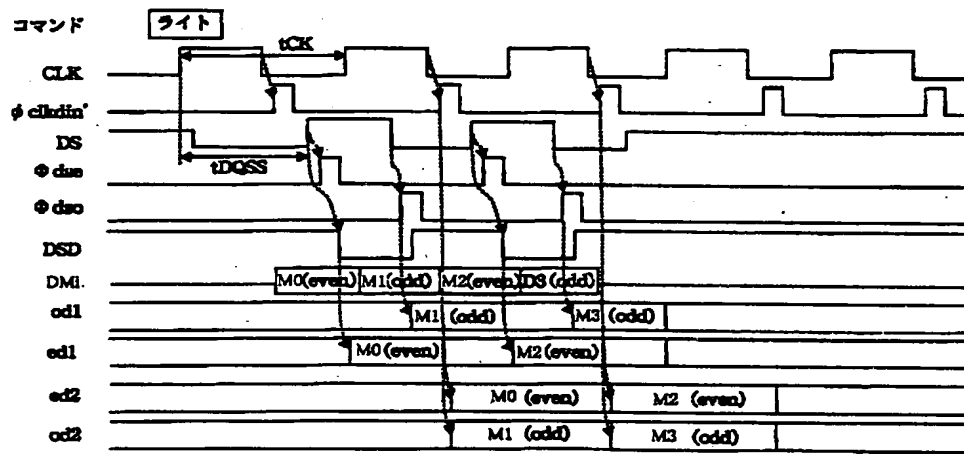 コマンド ライト
tCK
CLK
φ clkdin'
DS
tDQSS
Φ dse
Φ dso
DSD
DMi. M0(even) M1(odd) M2(even) D3(odd)
od1 M1 (odd) M3 (odd)
ed1 M0(even) M2(even)
ed2 M0 (even) M2 (even)
od2 M1 (odd) M3 (odd)